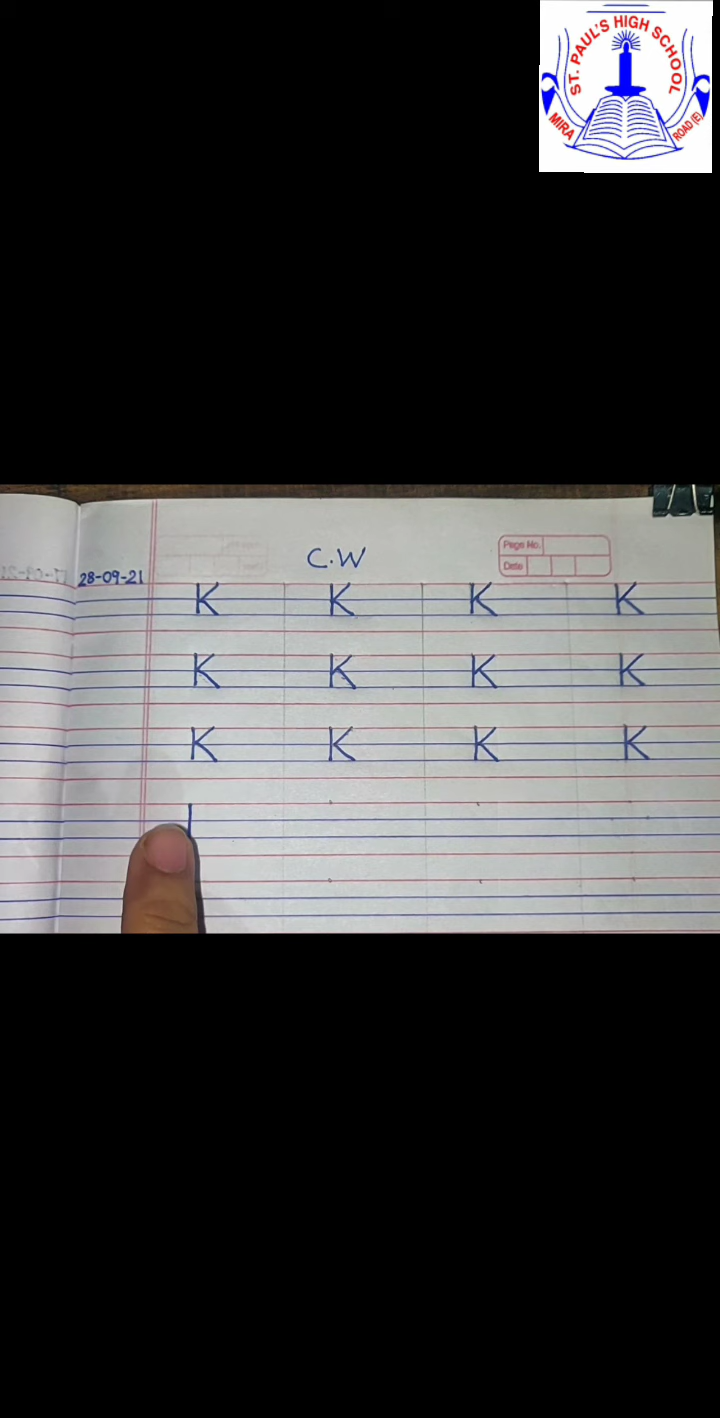 ST. PAUL'S HIGH SCHOOL
MIRA ROAD (E)
C.W
Page No.
Date
28-09-21
K K K K
K K K K
K K K K